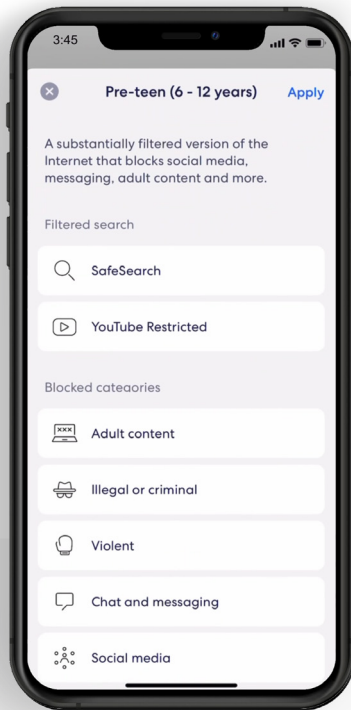 3:45
Pre-teen (6 - 12 years)
Apply
A substantially filtered version of the
Internet that blocks social media,
messaging, adult content and more.
Filtered search
SafeSearch
YouTube Restricted
Blocked categories
XXX
Adult content
Illegal or criminal
Violent
Chat and messaging
Social media